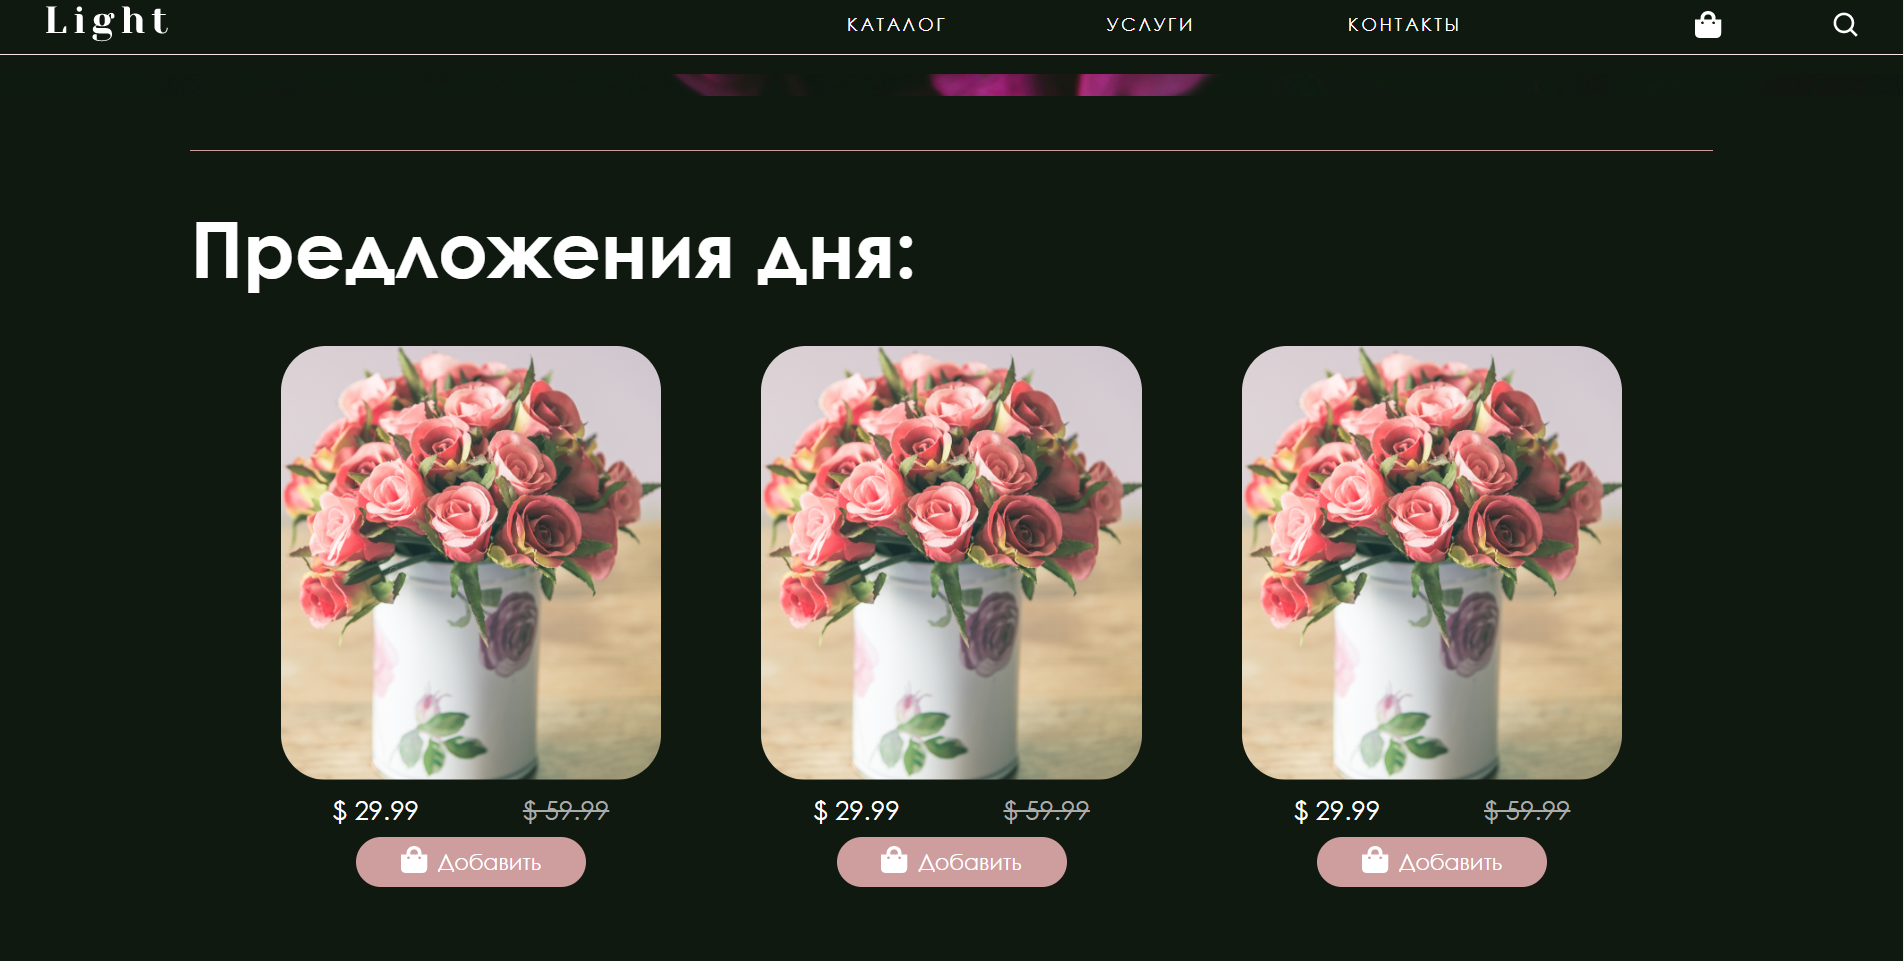 Light
КАТАЛОГ
УСЛУГИ
КОНТАКТЫ
Предложения дня:
$ 29.99 $ 59.99
$ 29.99 $ 59.99
$ 29.99 $ 59.99
Добавить
Добавить
Добавить